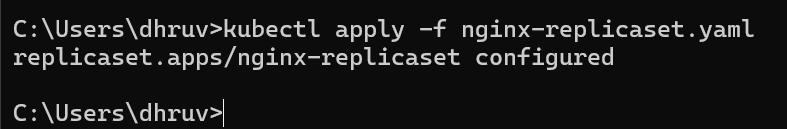 C:\Users\dhruv>kubectl apply -f nginx-replicaset.yaml
replicaset.apps/nginx-replicaset configured
C:\Users\dhruv>